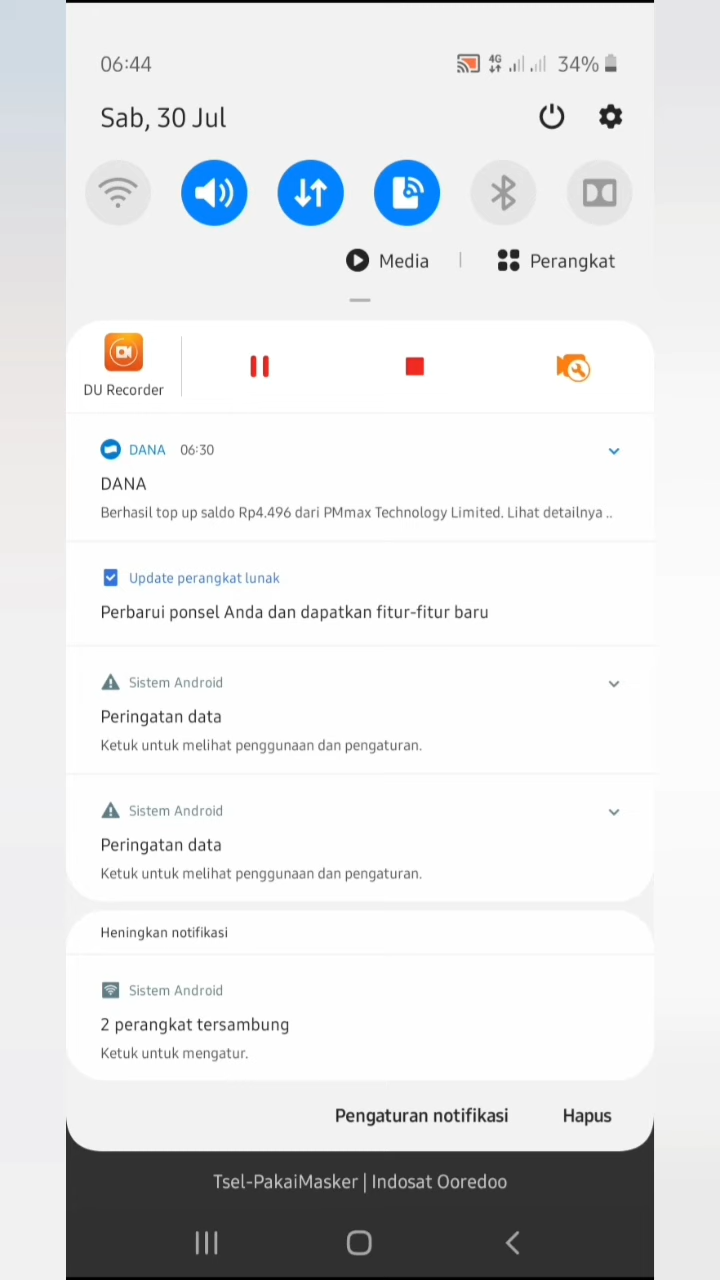 06:44
4G
34%
Sab, 30 Jul
Media | Perangkat
DU Recorder
DANA 06:30
DANA
Berhasil top up saldo Rp4.496 dari PMmax Technology Limited. Lihat detailnya ..
Update perangkat lunak
Perbarui ponsel Anda dan dapatkan fitur-fitur baru
Sistem Android
Peringatan data
Ketuk untuk melihat penggunaan dan pengaturan.
Sistem Android
Peringatan data
Ketuk untuk melihat penggunaan dan pengaturan.
Heningkan notifikasi
Sistem Android
2 perangkat tersambung
Ketuk untuk mengatur.
Pengaturan notifikasi Hapus
Tsel-PakaiMasker | Indosat Ooredoo